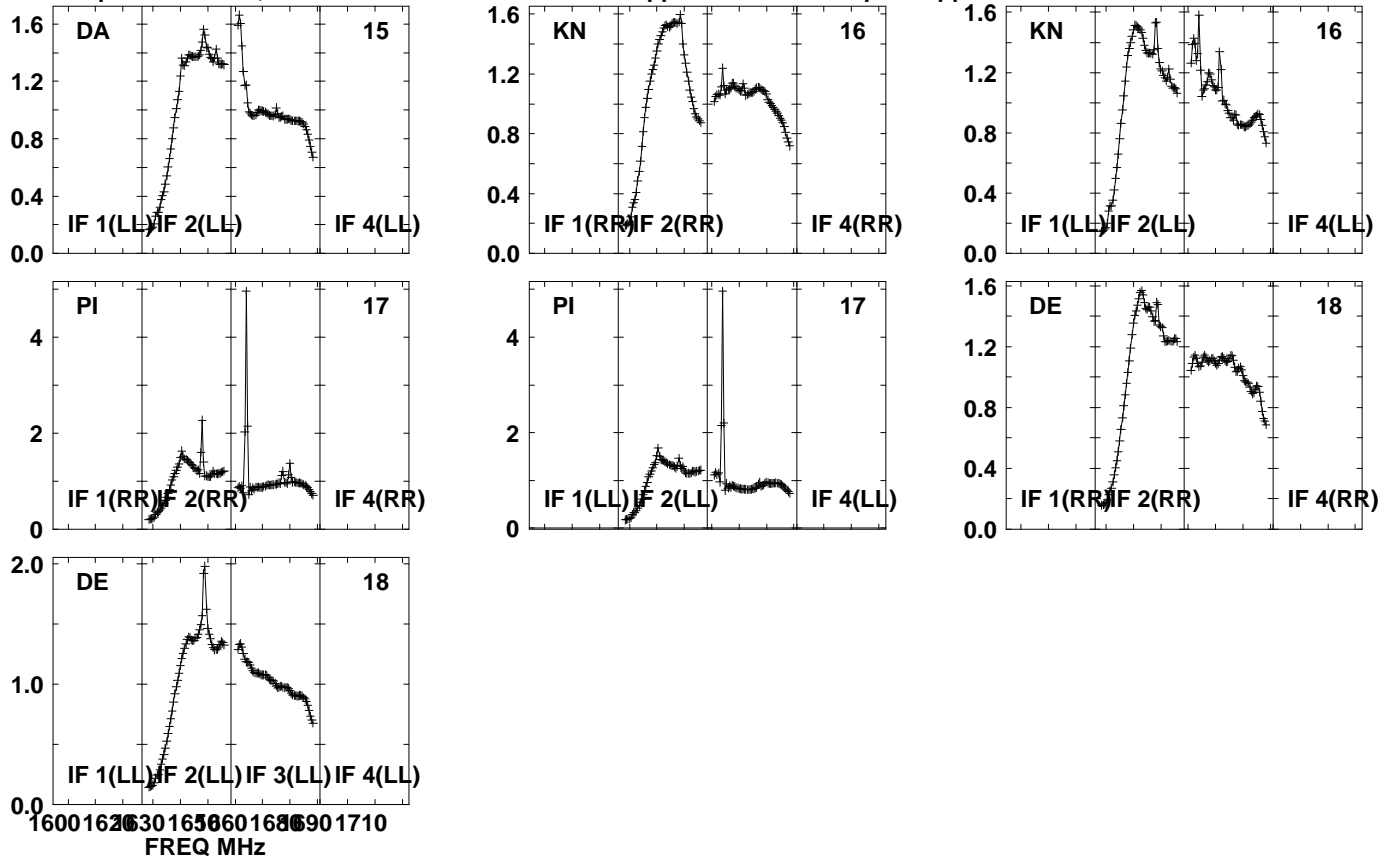 DA 15 KN 16 KN 16
1.6 1.6 1.6
1.2 1.2 1.2
0.8 0.8 0.8
0.4 0.4 0.4
IF 1(LL) IF 2(LL) IF 4(LL) IF 1(RR) IF 2(RR) IF 4(RR) IF 1(LL) IF 2(LL) IF 4(LL)
0.0 0.0 0.0
PI 17 PI 17 DE 18
1.6
4 4
1.2
2 2 0.8
0.4
IF 1(RR) IF 2(RR) IF 4(RR) IF 1(LL) IF 2(LL) IF 4(LL) IF 1(RR) IF 2(RR) IF 4(RR)
0 0 0.0
DE 18
2.0
1.0
IF 1(LL) IF 2(LL) IF 3(LL) IF 4(LL)
0.0
1600 1620 1630 1650 1660 1680 1690 1710
FREQ MHz